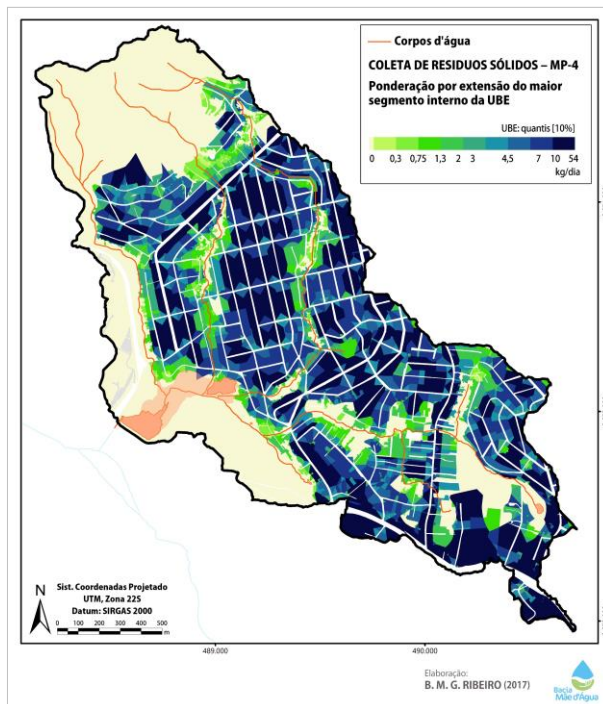 Corpos d'água
COLETA DE RESIDUOS SÓLIDOS – MP-4
Ponderação por extensão do maior
segmento interno da UBE
UBE: quantis [10%]
0 0,3 0,75 1,3 2 3 4,5 7 10 54
kg/dia
N
Sist. Coordenadas Projetado
UTM, Zona 22S
Datum: SIRGAS 2000
0 100 200 300 400 500
m
489.000 490.000
Elaboração:
B. M. G. RIBEIRO (2017)
Bacia
Mãe d'Água